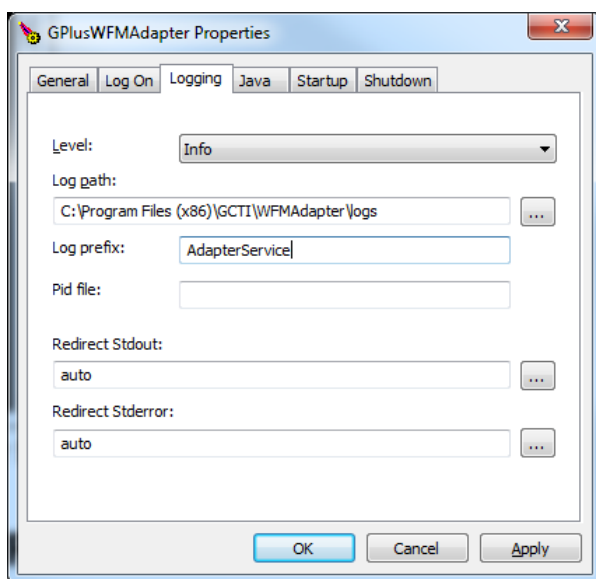 GPlusWFMAdapter Properties
General Log On Logging Java Startup Shutdown
Level: Info
Log path:
C:\Program Files (x86)\GCTI\WFMAdapter\logs ...
Log prefix: AdapterService
Pid file:
Redirect Stdout:
auto ...
Redirect Stderror:
auto ...
OK Cancel Apply